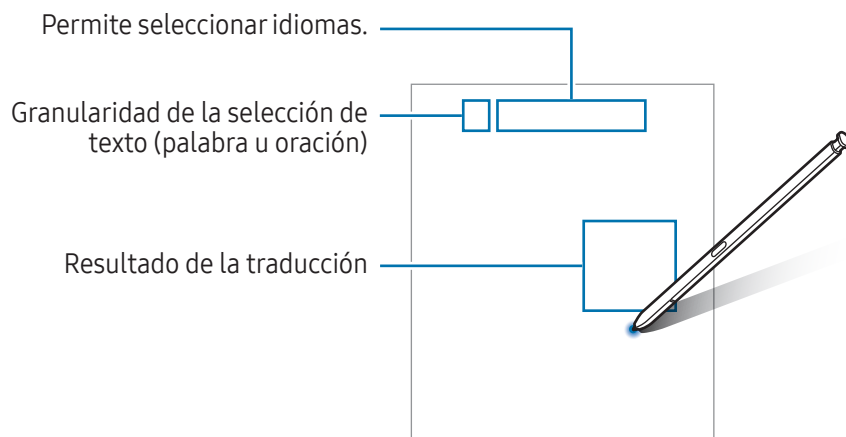 Permite seleccionar idiomas.
Granularidad de la selección de
texto (palabra u oración)
Resultado de la traducción